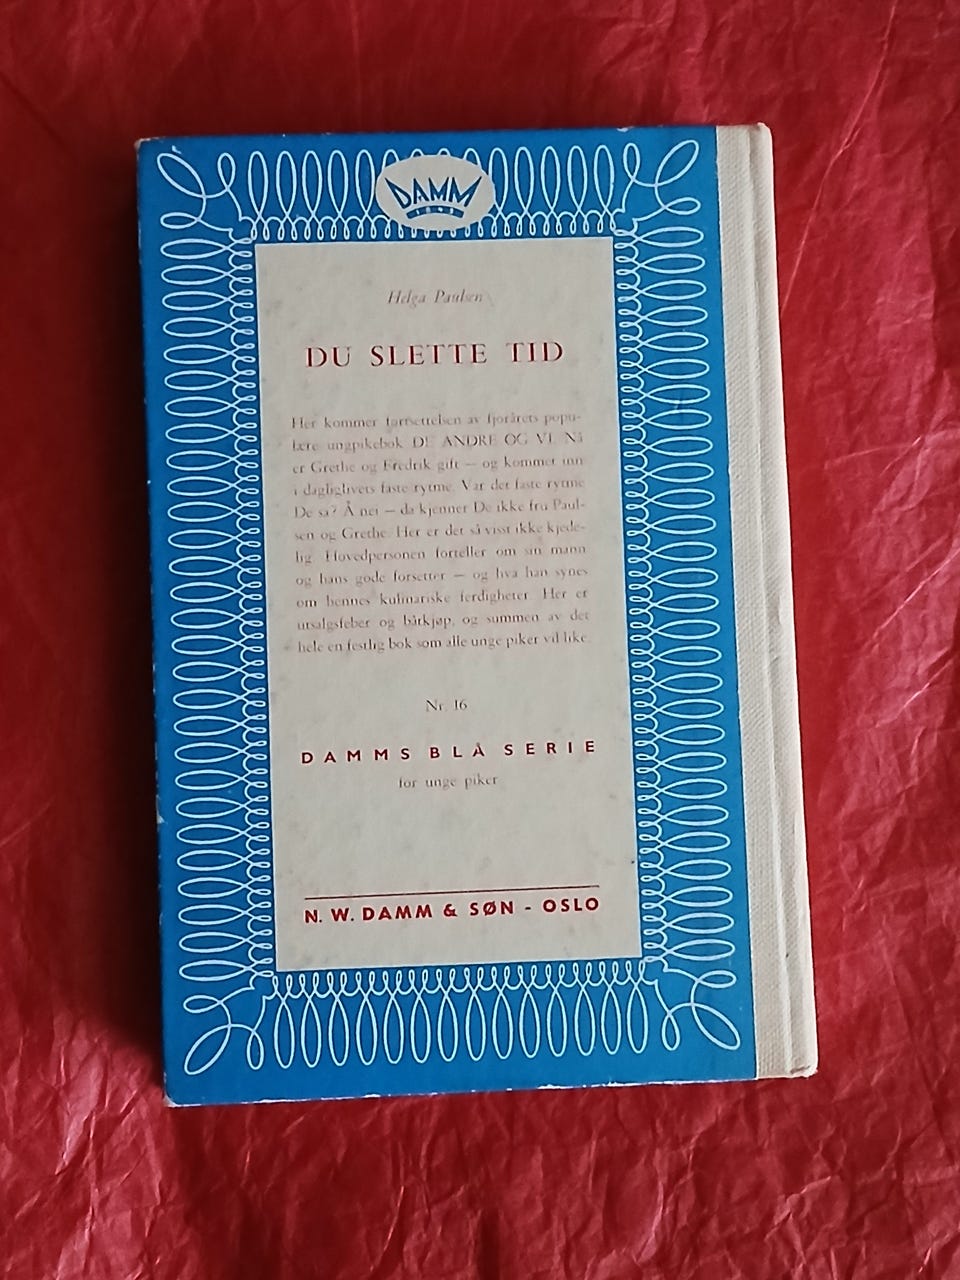 DAMM
1843
Helga Paulsen
DU SLETTE TID
Her kommer fortsettelsen av fjorårets popu-
lære ungpikebok DE ANDRE OG VI. Nå
er Grethe og Fredrik gift — og kommet inn
i dagliglivets faste rytme. Var det faste rytme
De sa? Å nei — da kjenner De ikke fru Paul-
sen og Grethe. Her er det så visst ikke kjede-
lig. Hovedpersonen forteller om sin mann
og hans gode forsetter — og hva han synes
om hennes kulinariske ferdigheter. Her er
utsalgsfeber og båtkjøp, og summen av det
hele en festlig bok som alle unge piker vil like.
Nr. 16
DAMMS BLÅ SERIE
for unge piker
N. W. DAMM & SØN - OSLO